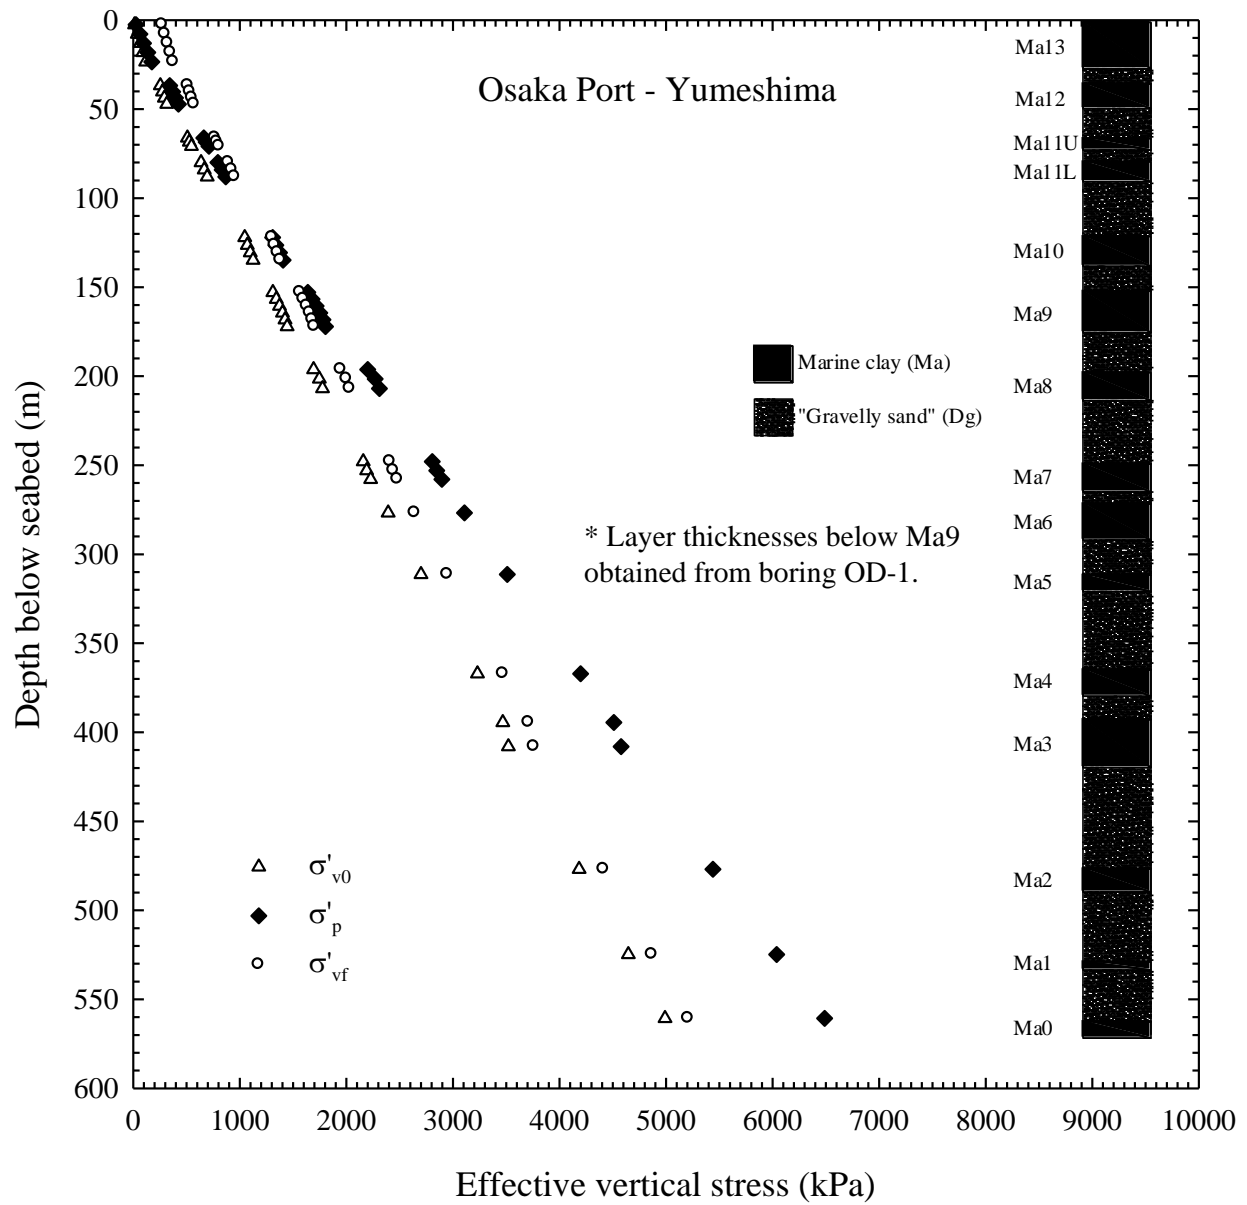 Osaka Port - Yumeshima
0
50
100
150
200
250
300
350
400
450
500
550
600
Depth below seabed (m)
0 1000 2000 3000 4000 5000 6000 7000 8000 9000 10000
Effective vertical stress (kPa)
Marine clay (Ma)
"Gravelly sand" (Dg)
* Layer thicknesses below Ma9
obtained from boring OD-1.
σ'v0
σ'p
σ'vf
Ma13
Ma12
Ma11U
Ma11L
Ma10
Ma9
Ma8
Ma7
Ma6
Ma5
Ma4
Ma3
Ma2
Ma1
Ma0